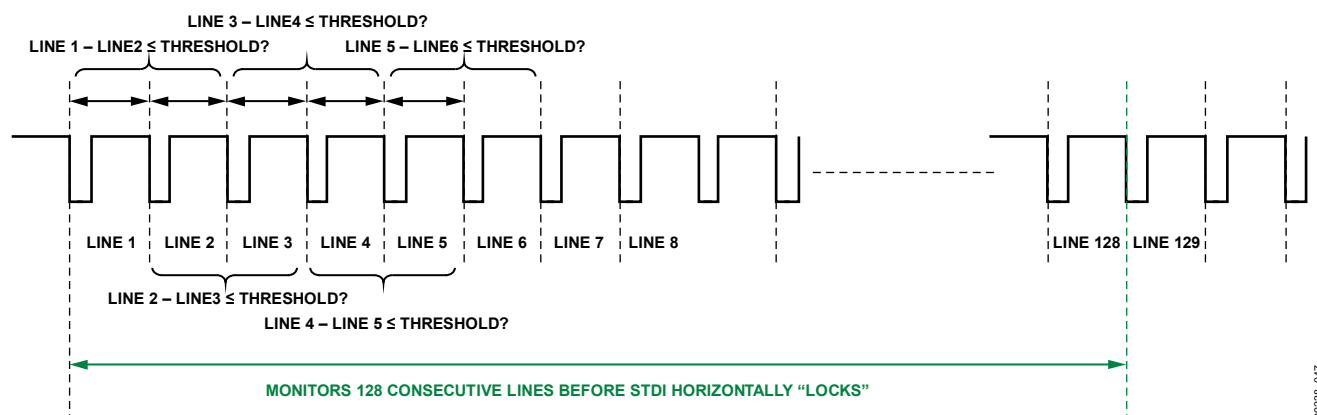 LINE 3 – LINE4 ≤ THRESHOLD?
LINE 1 – LINE2 ≤ THRESHOLD?
LINE 5 – LINE6 ≤ THRESHOLD?
LINE 1
LINE 2
LINE 3
LINE 4
LINE 5
LINE 6
LINE 7
LINE 8
LINE 128
LINE 129
LINE 2 – LINE3 ≤ THRESHOLD?
LINE 4 – LINE 5 ≤ THRESHOLD?
MONITORS 128 CONSECUTIVE LINES BEFORE STDI HORIZONTALLY “LOCKS”